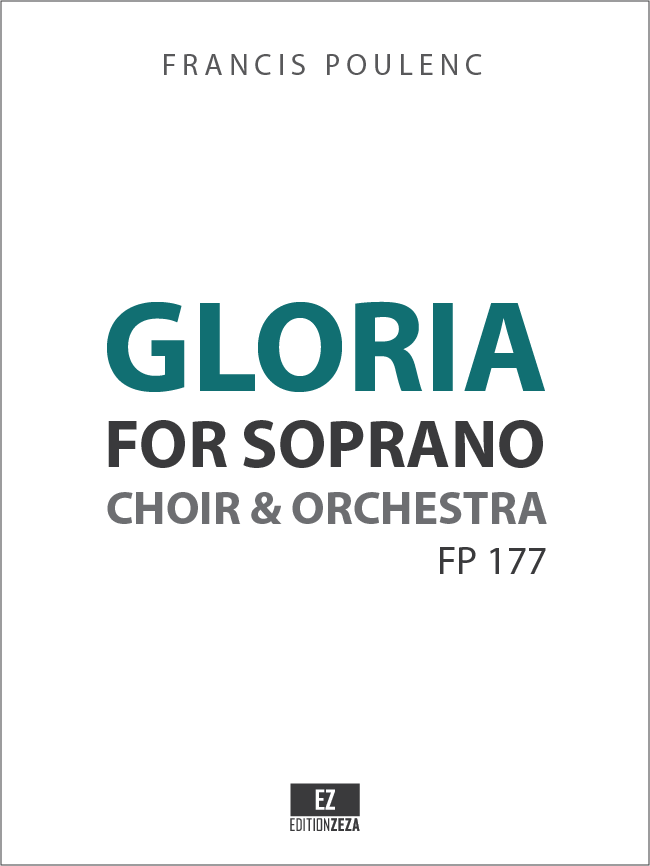 FRANCIS POULENC
GLORIA
FOR SOPRANO
CHOIR & ORCHESTRA
FP 177
EZ
EDITIONZEZA